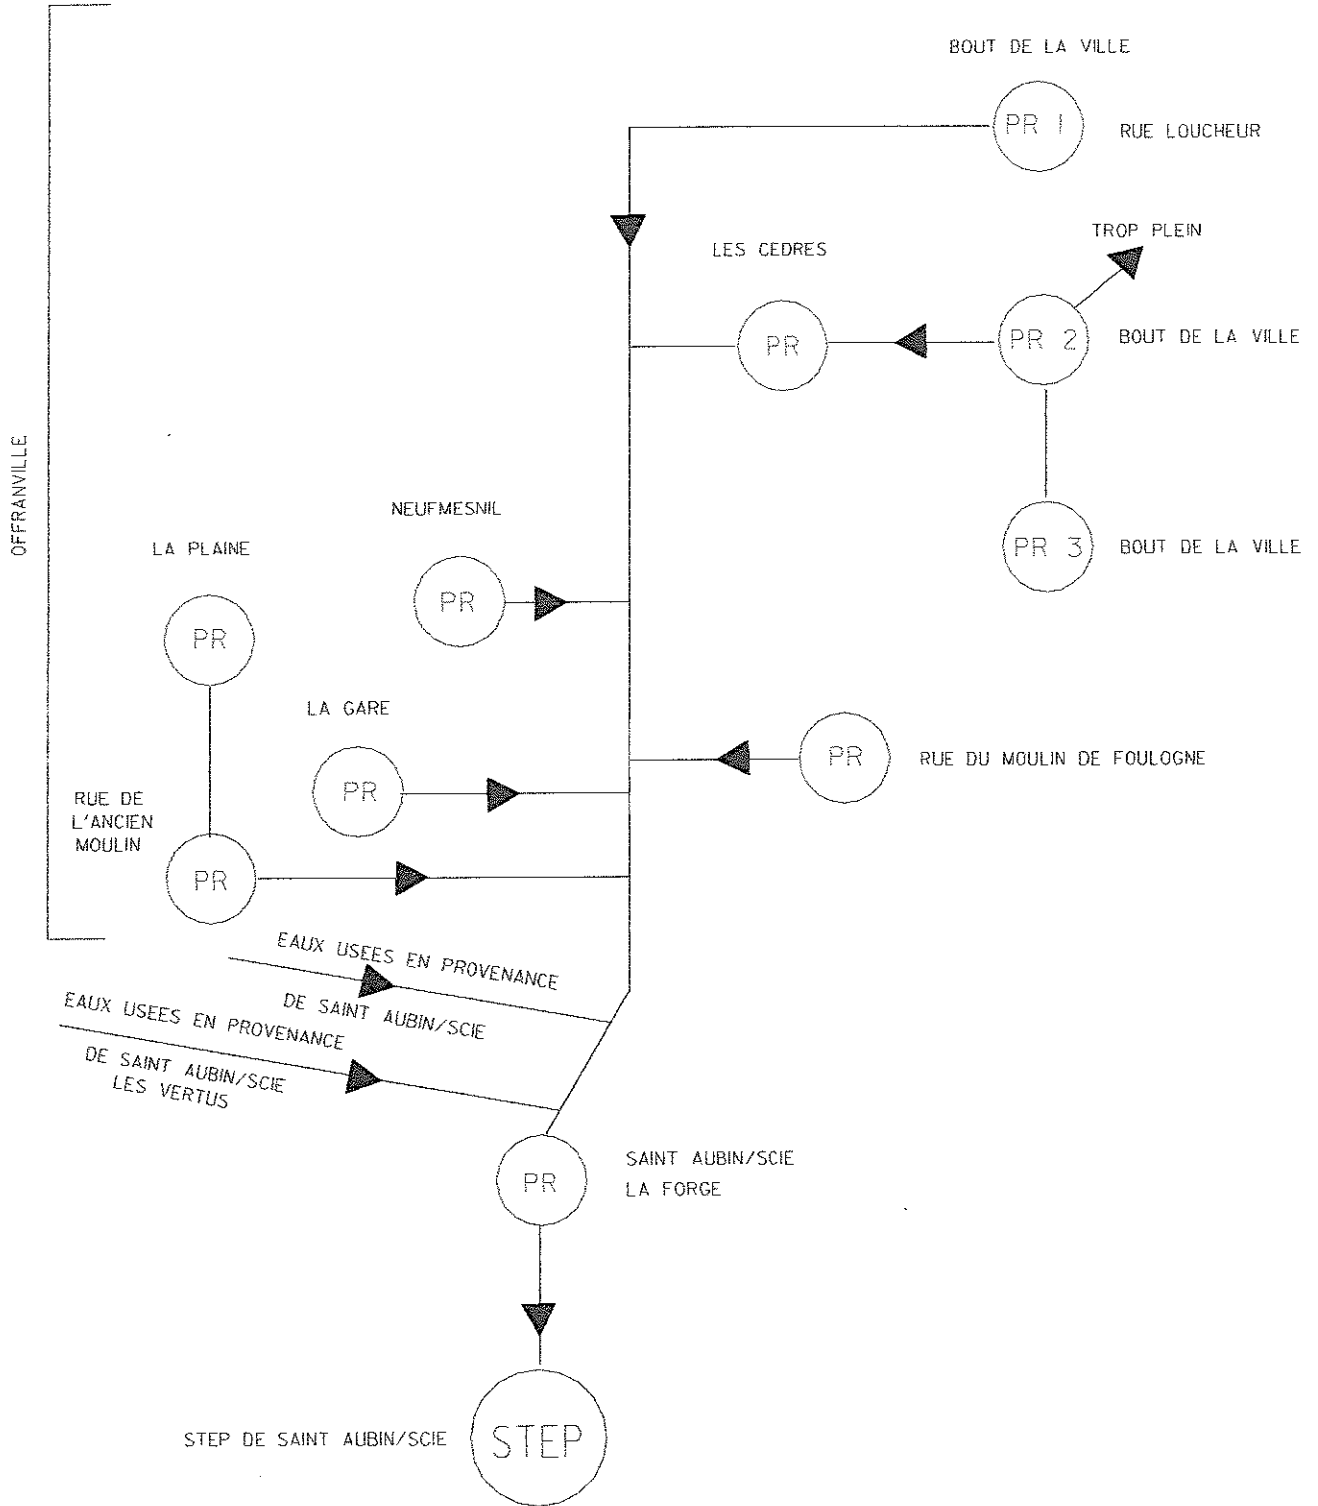 BOUT DE LA VILLE
PR 1
RUE LOUCHEUR
TROP PLEIN
LES CEDRES
PR
PR 2
BOUT DE LA VILLE
OFFRANVILLE
NEUFMESNIL
PR
PR 3
BOUT DE LA VILLE
LA PLAINE
PR
LA GARE
PR
PR
RUE DU MOULIN DE FOULOGNE
RUE DE
L'ANCIEN
MOULIN
PR
EAUX USEES EN PROVENANCE
DE SAINT AUBIN/SCIE
EAUX USEES EN PROVENANCE
DE SAINT AUBIN/SCIE
LES VERTUS
PR
SAINT AUBIN/SCIE
LA FORGE
STEP DE SAINT AUBIN/SCIE
STEP